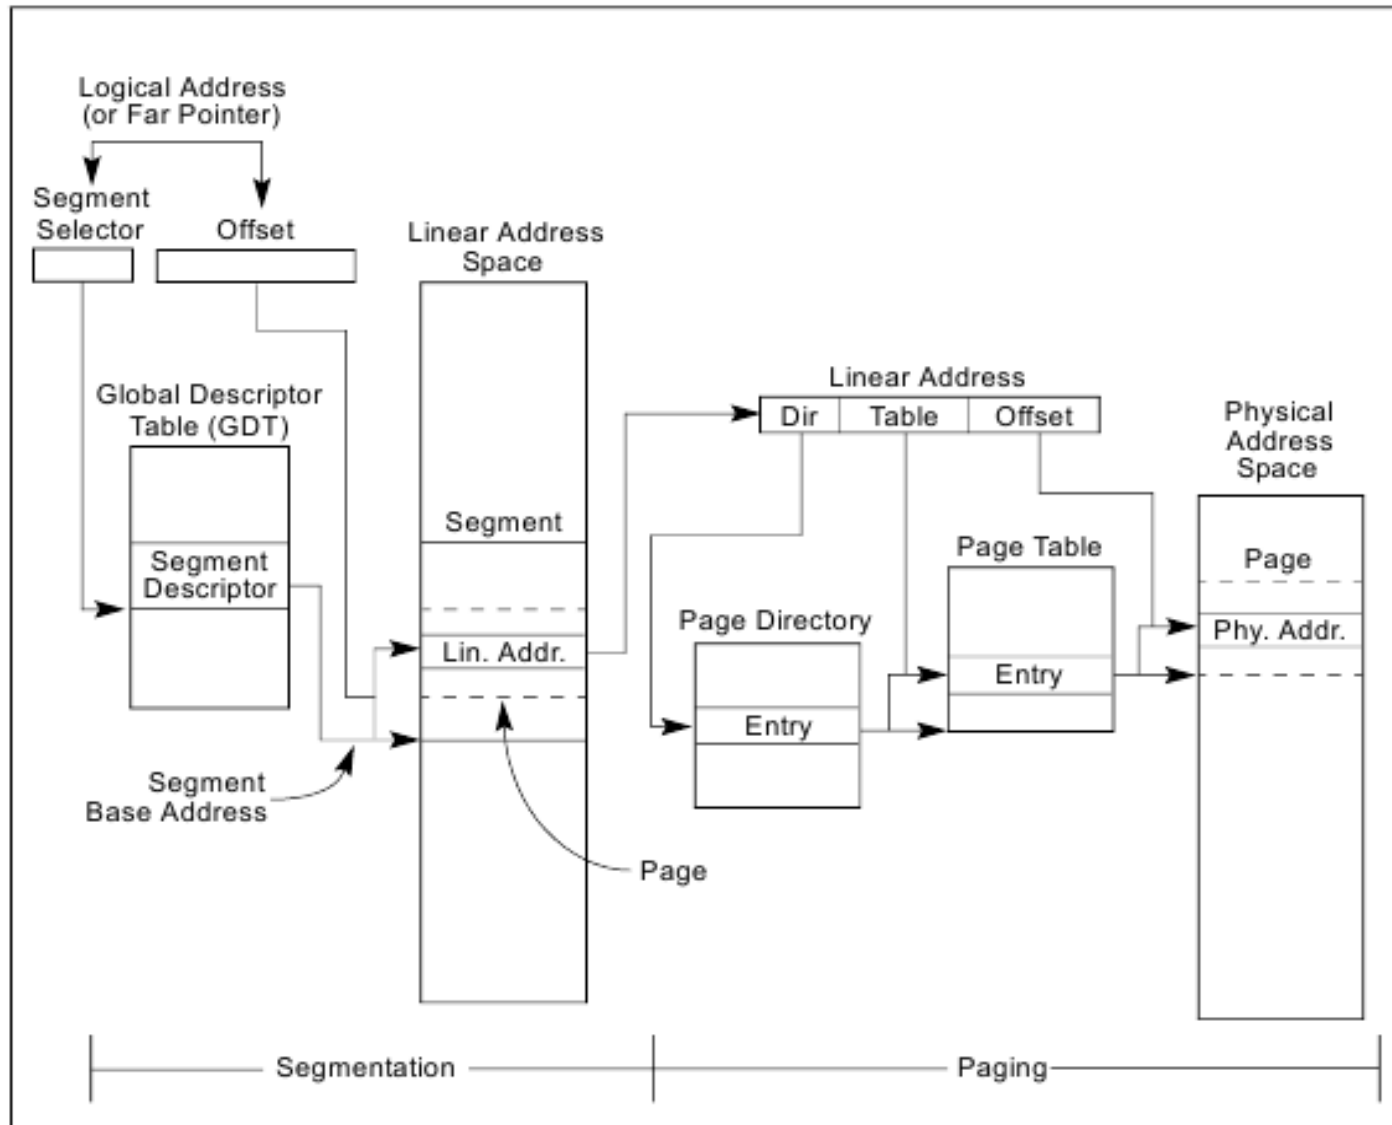 Logical Address
(or Far Pointer)
Segment
Selector
Offset
Linear Address
Space
Global Descriptor
Table (GDT)
Segment
Descriptor
Segment
Lin. Addr.
Segment
Base Address
Page
Linear Address
Dir Table Offset
Page Directory
Entry
Page Table
Entry
Physical
Address
Space
Page
Phy. Addr.
Segmentation
Paging